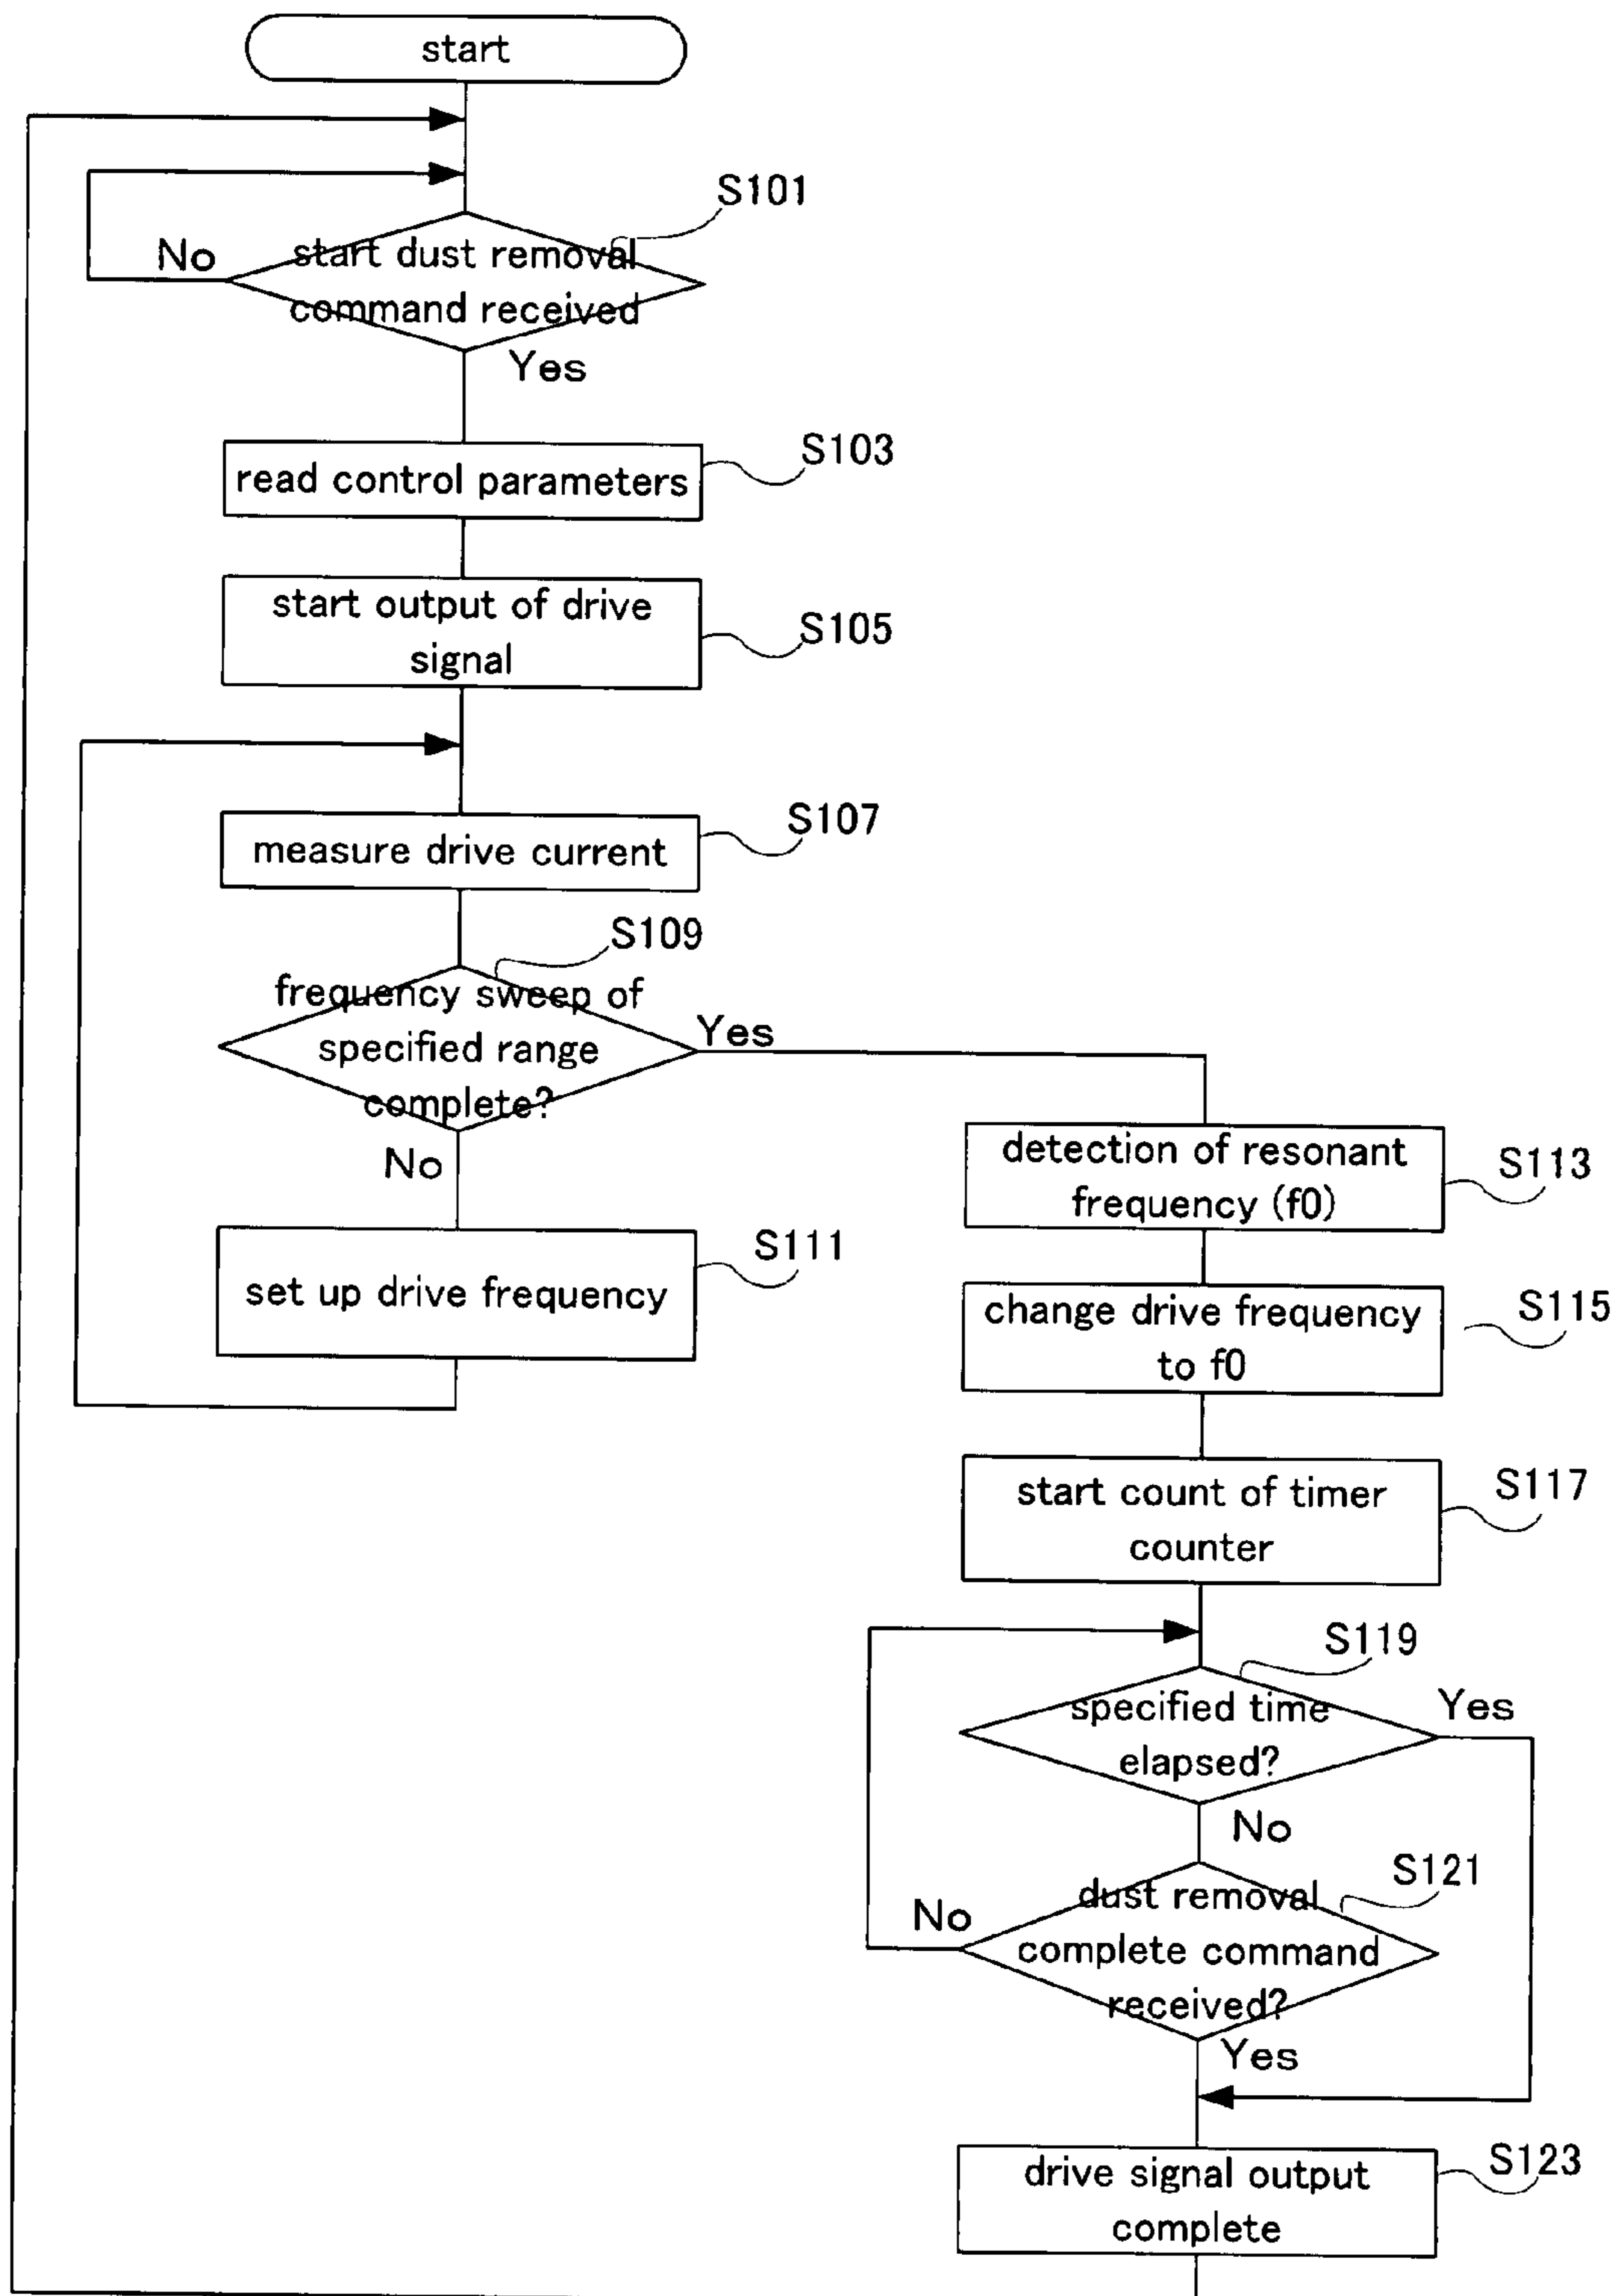 start
S101
No
start dust removal
command received
Yes
S103
read control parameters
start output of drive
signal
S105
S107
measure drive current
S109
frequency sweep of
specified range
complete?
Yes
No
detection of resonant
frequency (f0)
S113
S111
set up drive frequency
change drive frequency
to f0
S115
start count of timer
counter
S117
S119
specified time
elapsed?
Yes
No
S121
dust removal
complete command
received?
No
Yes
drive signal output
complete
S123